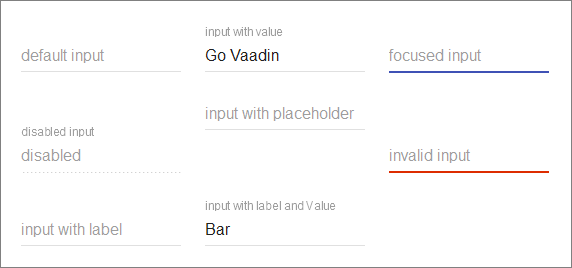 default input
input with value
Go Vaadin
focused input
disabled input
disabled
input with placeholder
invalid input
input with label
input with label and Value
Bar